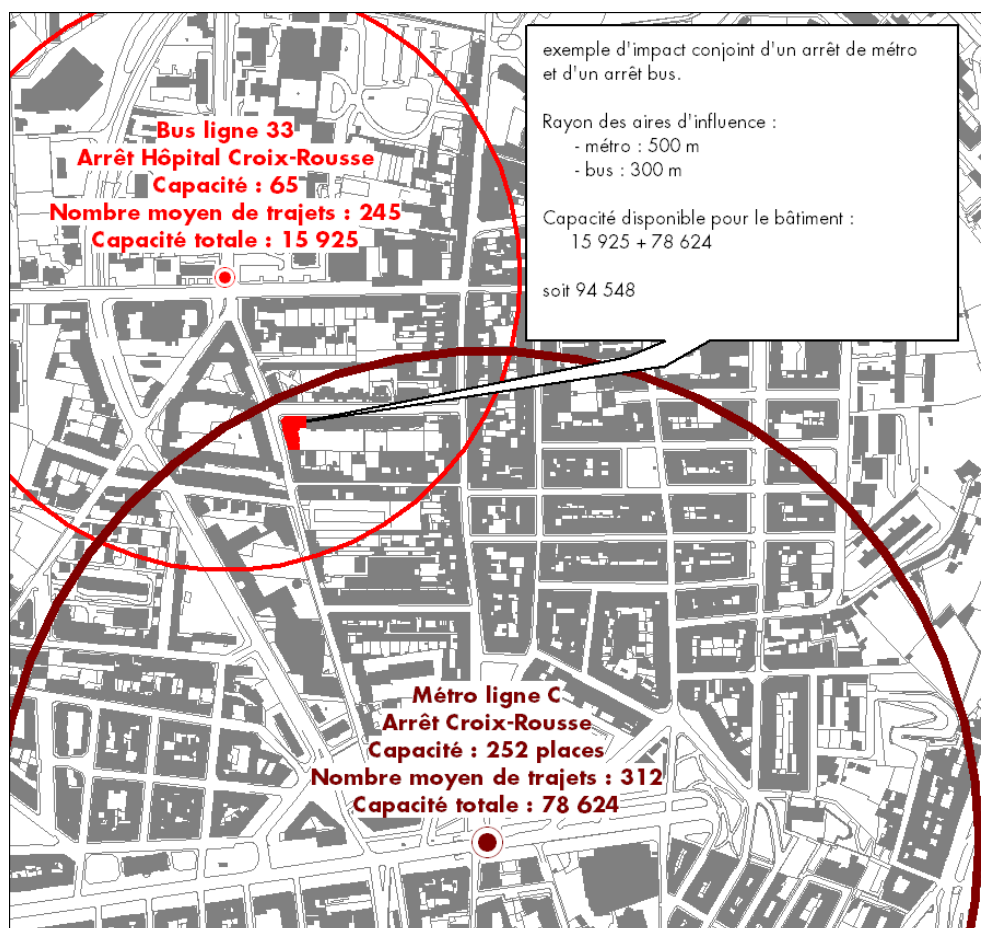 exemple d'impact conjoint d'un arrêt de métro
et d'un arrêt bus.
Rayon des aires d'influence :
- métro : 500 m
- bus : 300 m
Capacité disponible pour le bâtiment :
15 925 + 78 624
soit 94 548
Bus ligne 33
Arrêt Hôpital Croix-Rousse
Capacité : 65
Nombre moyen de trajets : 245
Capacité totale : 15 925
Métro ligne C
Arrêt Croix-Rousse
Capacité : 252 places
Nombre moyen de trajets : 312
Capacité totale : 78 624